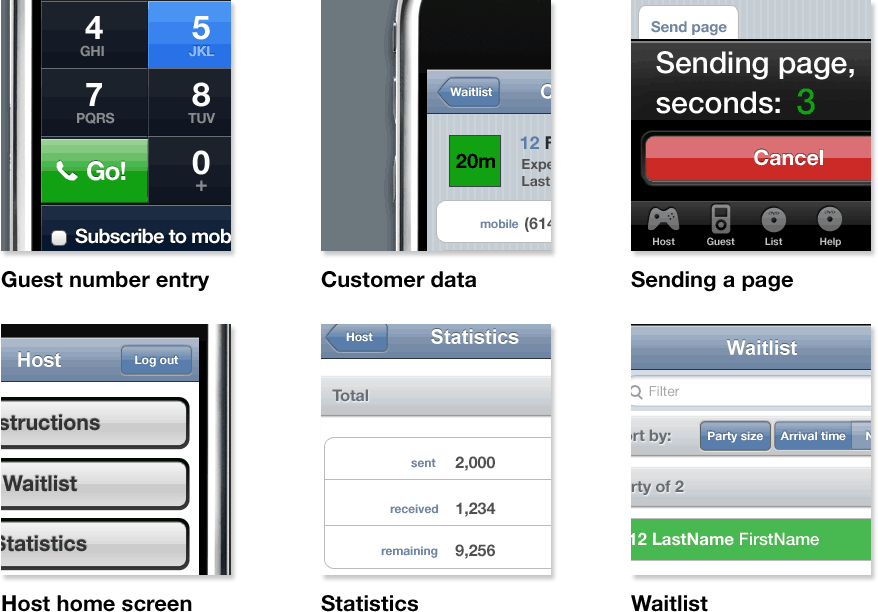 4
GHI
5
JKL
7
PQRS
8
TUV
Go!
0
+
Subscribe to mob
Guest number entry
Waitlist
C
20m
12 F
Expe
Last
mobile (614
Customer data
Send page
Sending page,
seconds: 3
Cancel
Host Guest List Help
Sending a page
Host Log out
structions
Waitlist
Statistics
Host home screen
Host Statistics
Total
sent 2,000
received 1,234
remaining 9,256
Statistics
Waitlist
Filter
rt by: Party size Arrival time N
rty of 2
12 LastName FirstName
Waitlist